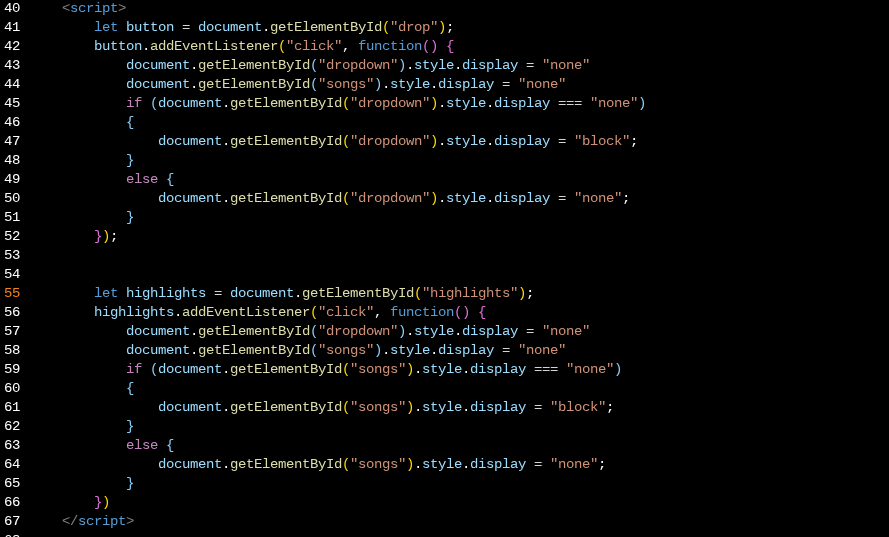 40 <script>
41 let button = document.getElementById("drop");
42 button.addEventListener("click", function() {
43 document.getElementById("dropdown").style.display = "none"
44 document.getElementById("songs").style.display = "none"
45 if (document.getElementById("dropdown").style.display === "none")
46 {
47 document.getElementById("dropdown").style.display = "block";
48 }
49 else {
50 document.getElementById("dropdown").style.display = "none";
51 }
52 });
53
54
55 let highlights = document.getElementById("highlights");
56 highlights.addEventListener("click", function() {
57 document.getElementById("dropdown").style.display = "none"
58 document.getElementById("songs").style.display = "none"
59 if (document.getElementById("songs").style.display === "none")
60 {
61 document.getElementById("songs").style.display = "block";
62 }
63 else {
64 document.getElementById("songs").style.display = "none";
65 }
66 })
67 </script>